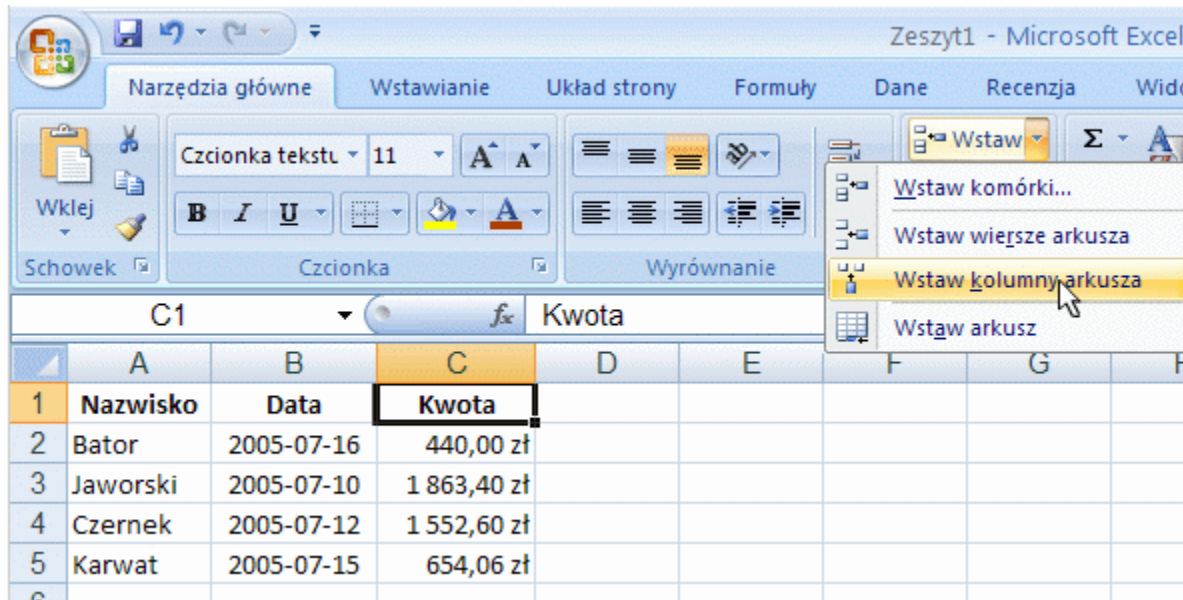 Zeszyt1 - Microsoft Excel
Narzędzia główne Wstawianie Układ strony Formuły Dane Recenzja
Czcionka tekstu 11 A A Wstaw Σ
Wklej B I U A
Schowek Czcionka Wyrównanie
Wstaw komórki...
Wstaw wiersze arkusza
Wstaw kolumny arkusza
Wstaw arkusz
C1 fx Kwota
A B C D E F G
1 Nazwisko Data Kwota
2 Bator 2005-07-16 440,00 zł
3 Jaworski 2005-07-10 1 863,40 zł
4 Czernek 2005-07-12 1 552,60 zł
5 Karwat 2005-07-15 654,06 zł